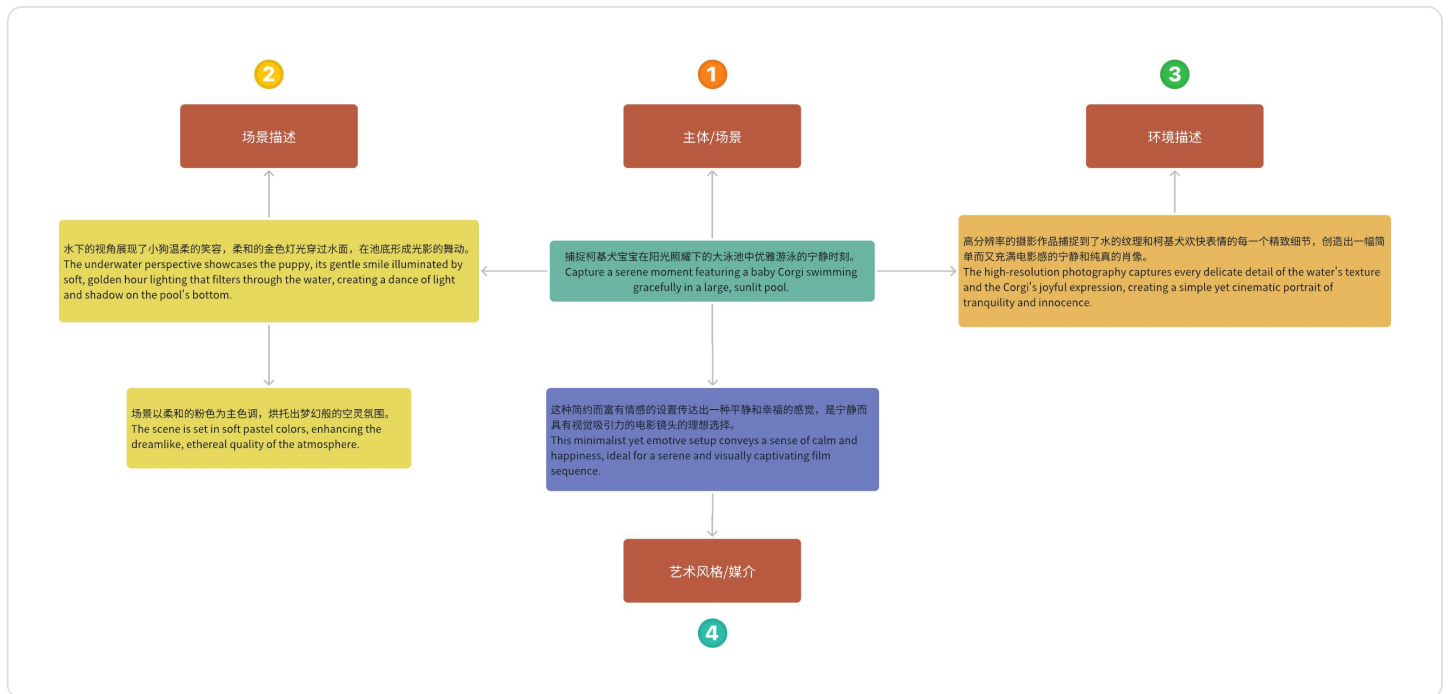 2
1
3
场景描述
主体/场景
环境描述
水下的视角展现了小狗温柔的笑容，柔和的金色灯光穿过水面，在池底形成光影的舞动。
The underwater perspective showcases the puppy, its gentle smile illuminated by
soft, golden hour lighting that filters through the water, creating a dance of light
and shadow on the pool's bottom.
捕捉柯基犬宝宝在阳光照耀下的大泳池中优雅游泳的宁静时刻。
Capture a serene moment featuring a baby Corgi swimming
gracefully in a large, sunlit pool.
高分辨率的摄影作品捕捉到了水的纹理和柯基犬欢快表情的每一个精致细节，创造出一幅简
单而又充满电影感的宁静和纯真的肖像。
The high-resolution photography captures every delicate detail of the water's texture
and the Corgi's joyful expression, creating a simple yet cinematic portrait of
tranquility and innocence.
场景以柔和的粉色为主色调，烘托出梦幻般的空灵氛围。
The scene is set in soft pastel colors, enhancing the
dreamlike, ethereal quality of the atmosphere.
这种简约而富有情感的设置传达出一种平静和幸福的感觉，是宁静而
具有视觉吸引力的电影镜头的理想选择。
This minimalist yet emotive setup conveys a sense of calm and
happiness, ideal for a serene and visually captivating film
sequence.
艺术风格/媒介
4